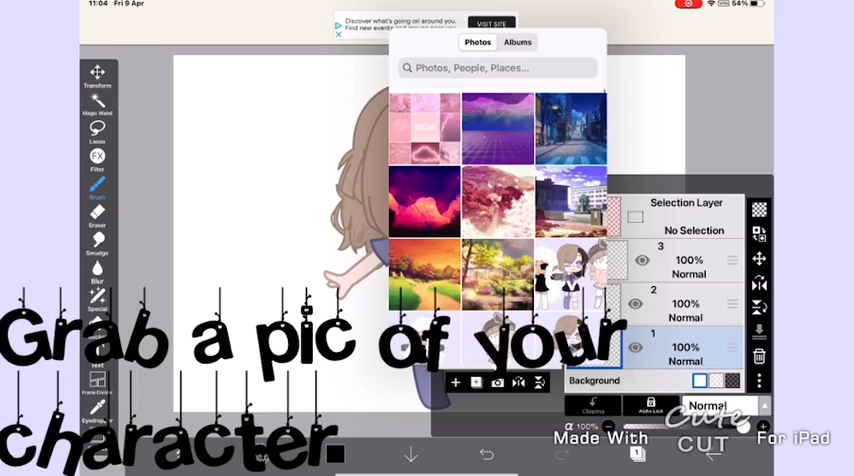 11:04 Fri 9 Apr
54%
Discover what's going on around you.
VISIT SITE
Photos
Albums
Photos, People, Places...
Transform
Magic Wand
Lasso
FX
Filter
Brush
Eraser
Smudge
Blur
Special
Text
Frame Divider
Eyedropper
Selection Layer
No Selection
3
100%
Normal
2
100%
Normal
1
100%
Normal
Background
Clipping
Alpha Lock
Normal
α 100%
1
Grab a pic of your
character.
Made With
Cute
CUT
For iPad